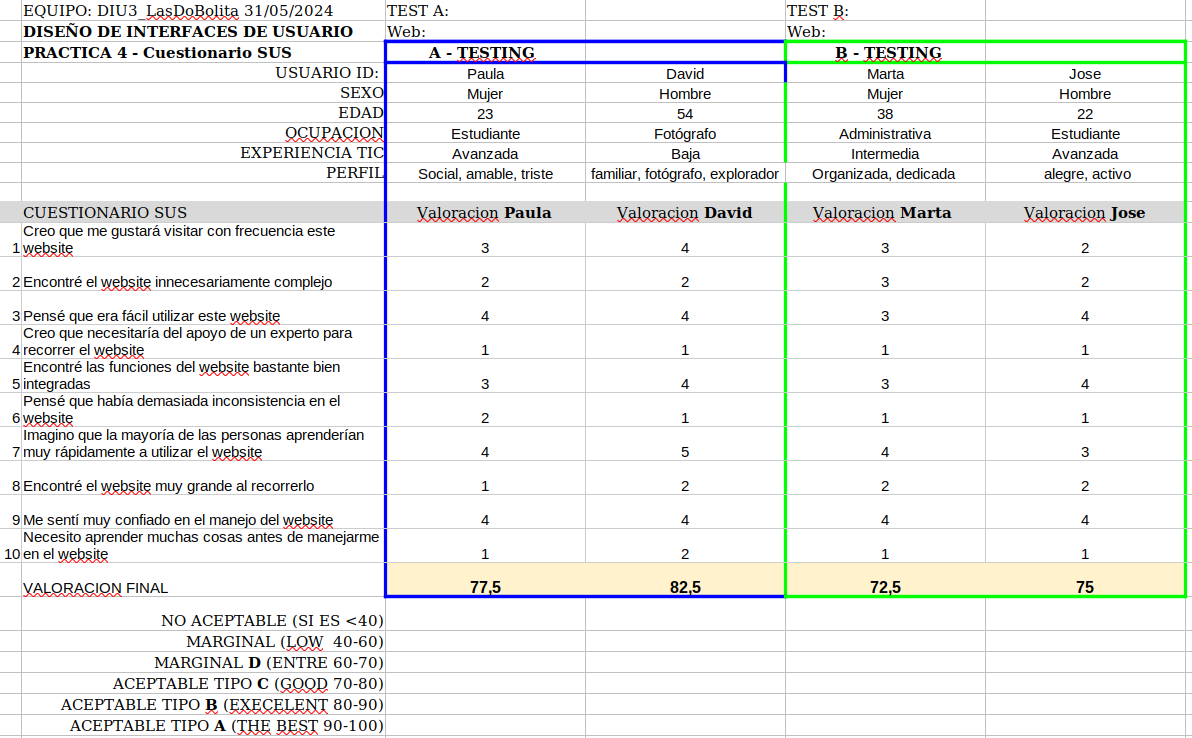 EQUIPO: DIU3_LasDoBolita 31/05/2024 TEST A: TEST B:
DISEÑO DE INTERFACES DE USUARIO Web: Web:
PRACTICA 4 - Cuestionario SUS A - TESTING B - TESTING
USUARIO ID: Paula David Marta Jose
SEXO Mujer Hombre Mujer Hombre
EDAD 23 54 38 22
OCUPACION Estudiante Fotógrafo Administrativa Estudiante
EXPERIENCIA TIC Avanzada Baja Intermedia Avanzada
PERFIL Social, amable, triste familiar, fotógrafo, explorador Organizada, dedicada alegre, activo
CUESTIONARIO SUS Valoracion Paula Valoracion David Valoracion Marta Valoracion Jose
Creo que me gustará visitar con frecuencia este
1 website 3 4 3 2
2 Encontré el website innecesariamente complejo 2 2 3 2
3 Pensé que era fácil utilizar este website 4 4 3 4
Creo que necesitaría del apoyo de un experto para
4 recorrer el website 1 1 1 1
Encontré las funciones del website bastante bien
5 integradas 3 4 3 4
Pensé que había demasiada inconsistencia en el
6 website 2 1 1 1
Imagino que la mayoría de las personas aprenderían
7 muy rápidamente a utilizar el website 4 5 4 3
8 Encontré el website muy grande al recorrerlo 1 2 2 2
9 Me sentí muy confiado en el manejo del website 4 4 4 4
Necesito aprender muchas cosas antes de manejarme
10 en el website 1 2 1 1
VALORACION FINAL 77,5 82,5 72,5 75
NO ACEPTABLE (SI ES <40)
MARGINAL (LOW 40-60)
MARGINAL D (ENTRE 60-70)
ACEPTABLE TIPO C (GOOD 70-80)
ACEPTABLE TIPO B (EXECELENT 80-90)
ACEPTABLE TIPO A (THE BEST 90-100)